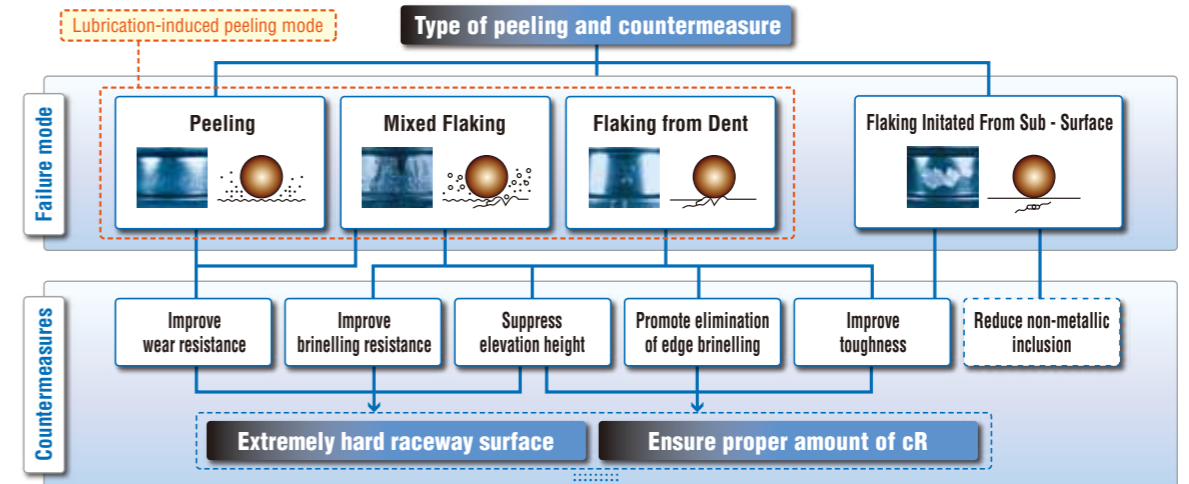 Lubrication-induced peeling mode
Type of peeling and countermeasure
Failure mode
Peeling
Mixed Flaking
Flaking from Dent
Flaking Initated From Sub - Surface
Countermeasures
Improve
wear resistance
Improve
brinelling resistance
Suppress
elevation height
Promote elimination
of edge brinelling
Improve
toughness
Reduce non-metallic
inclusion
Extremely hard raceway surface
Ensure proper amount of cR